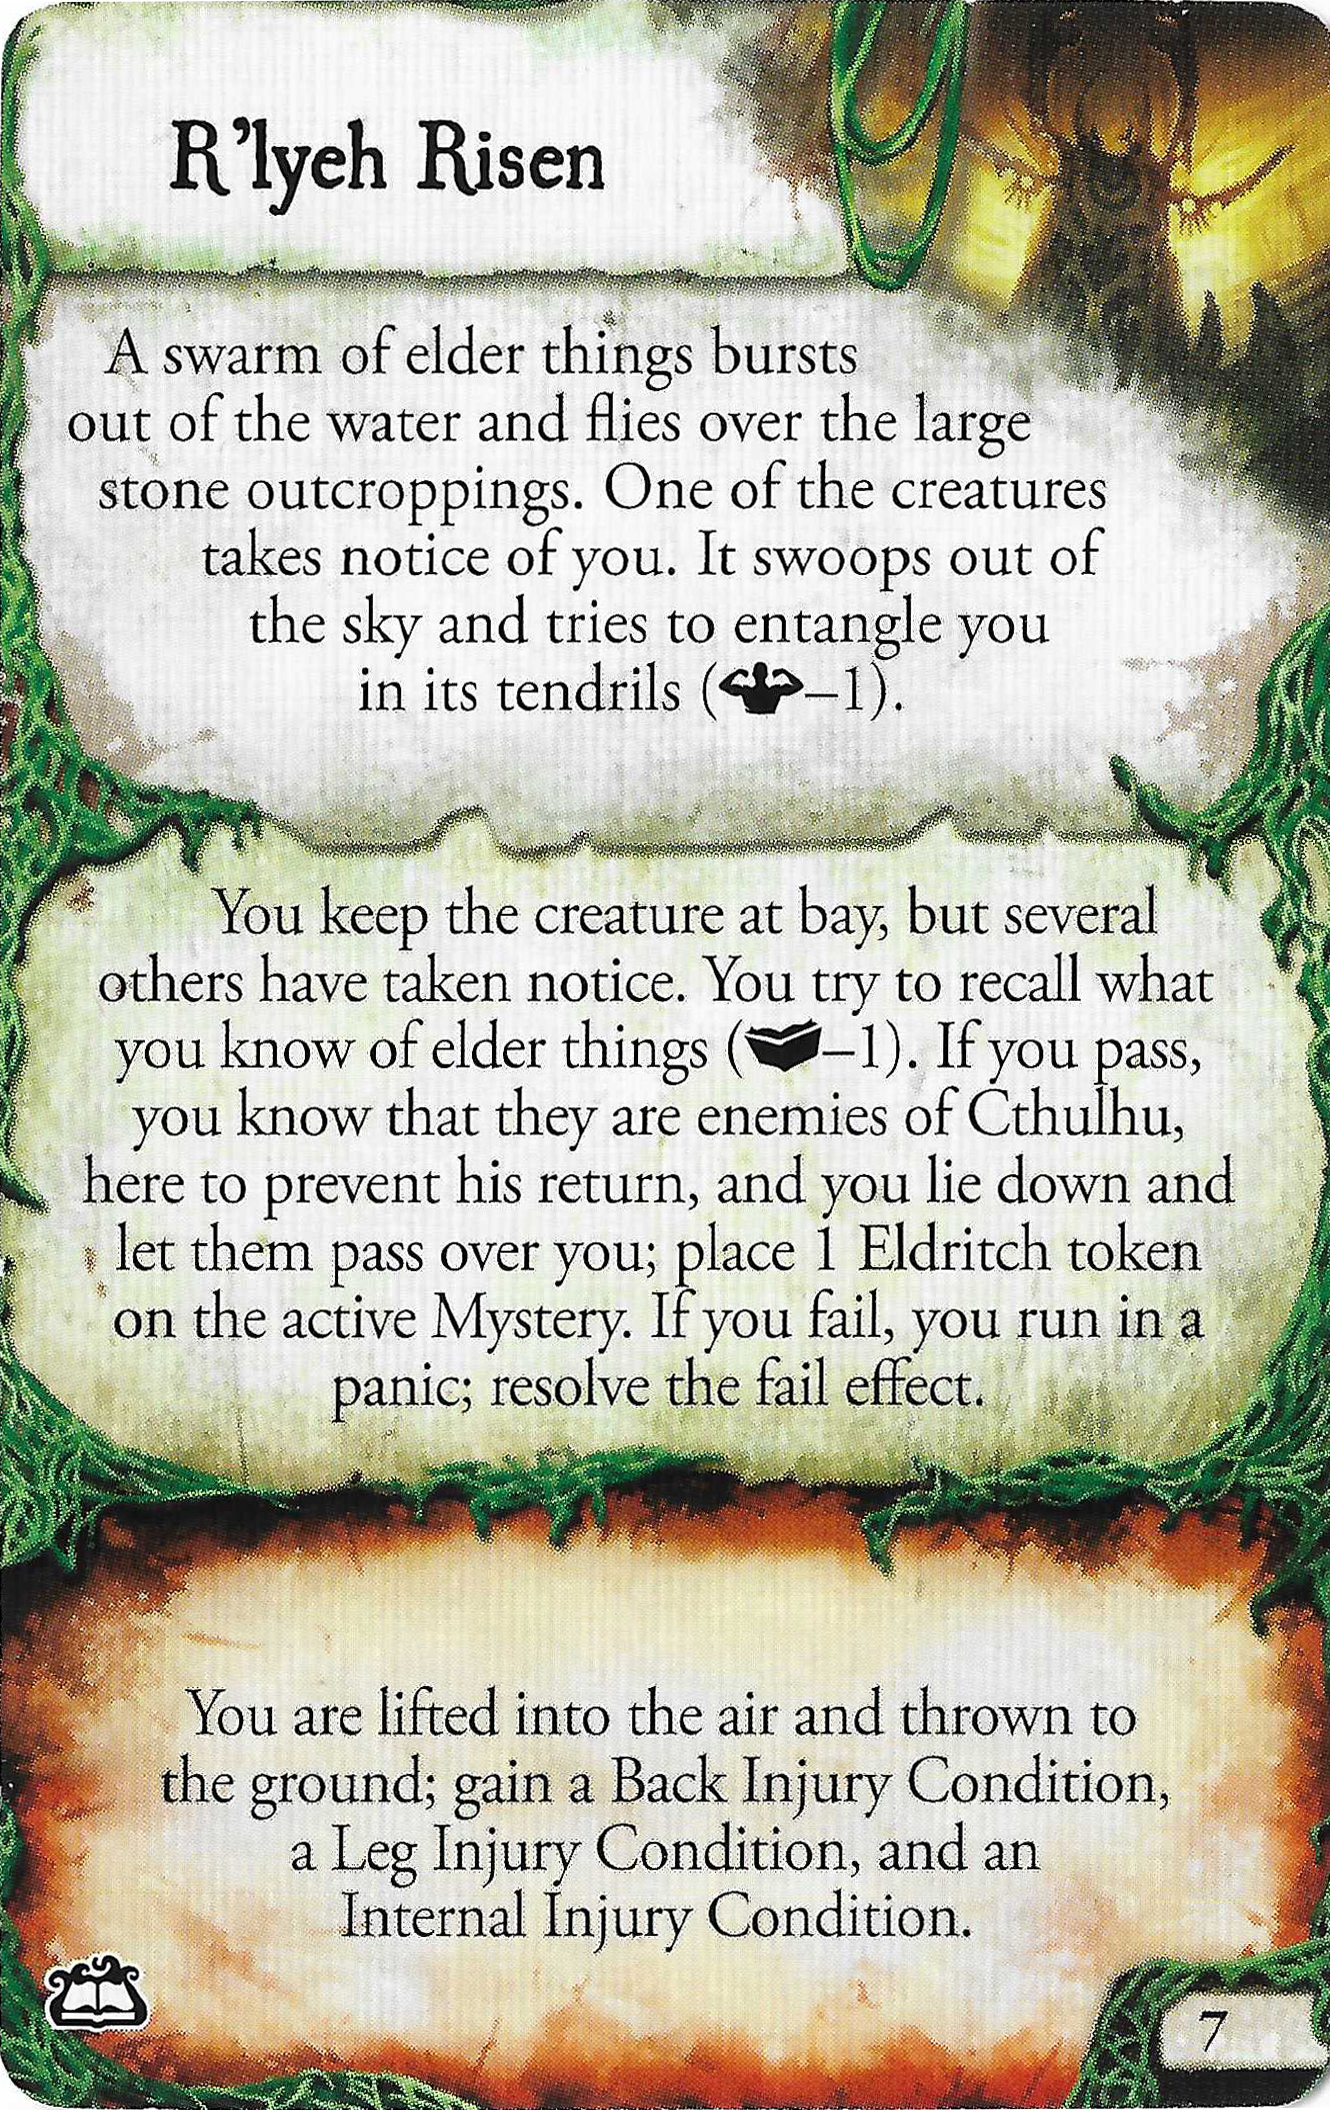 R’lyeh Risen
A swarm of elder things bursts
out of the water and flies over the large
stone outcroppings. One of the creatures
takes notice of you. It swoops out of
the sky and tries to entangle you
in its tendrils (–1).
You keep the creature at bay, but several
others have taken notice. You try to recall what
you know of elder things (–1). If you pass,
you know that they are enemies of Cthulhu,
here to prevent his return, and you lie down and
let them pass over you; place 1 Eldritch token
on the active Mystery. If you fail, you run in a
panic; resolve the fail effect.
You are lifted into the air and thrown to
the ground; gain a Back Injury Condition,
a Leg Injury Condition, and an
Internal Injury Condition.
7